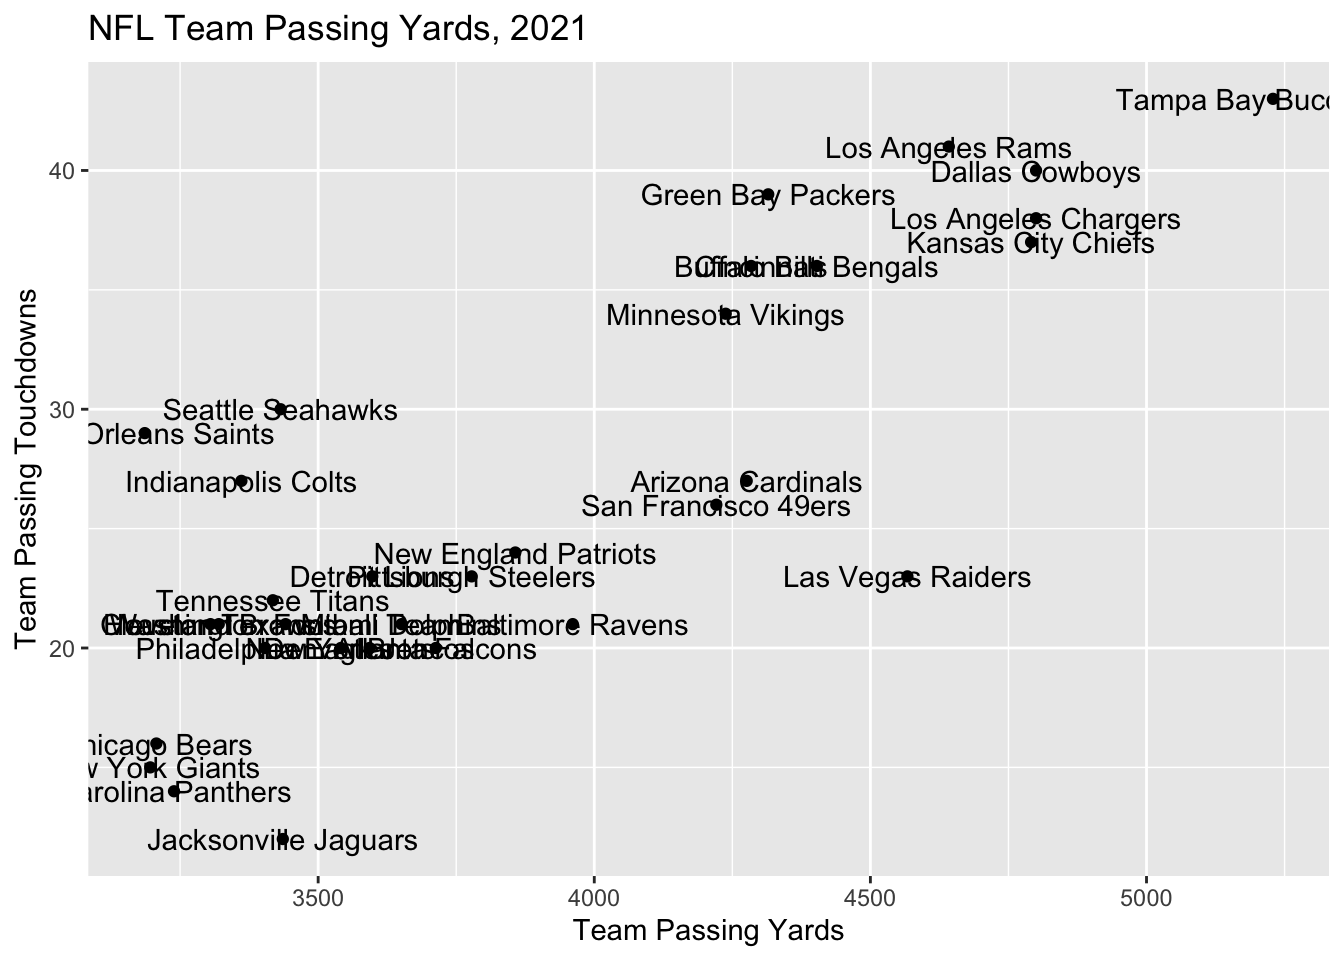 NFL Team Passing Yards, 2021
Tampa Bay Bucc
Los Angeles Rams
Dallas Cowboys
Green Bay Packers
Los Angeles Chargers
Kansas City Chiefs
Buffalo Bills
Cincinnati Bengals
Minnesota Vikings
Seattle Seahawks
Orleans Saints
Indianapolis Colts
Arizona Cardinals
San Francisco 49ers
New England Patriots
Detroit Lions
Pittsburgh Steelers
Las Vegas Raiders
Tennessee Titans
Miami Dolphins
Baltimore Ravens
Philadelphia Eagles
Atlanta Falcons
hicago Bears
w York Giants
arolina Panthers
Jacksonville Jaguars
40
30
20
3500
4000
4500
5000
Team Passing Yards
Team Passing Touchdowns